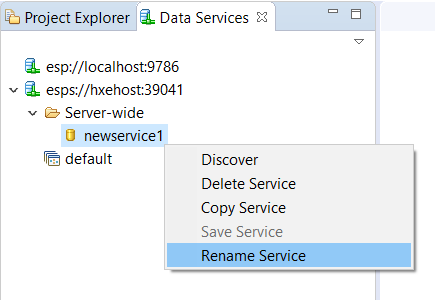 Project Explorer
Data Services
esp://localhost:9786
esps://hxehost:39041
Server-wide
newservice1
default
Discover
Delete Service
Copy Service
Save Service
Rename Service